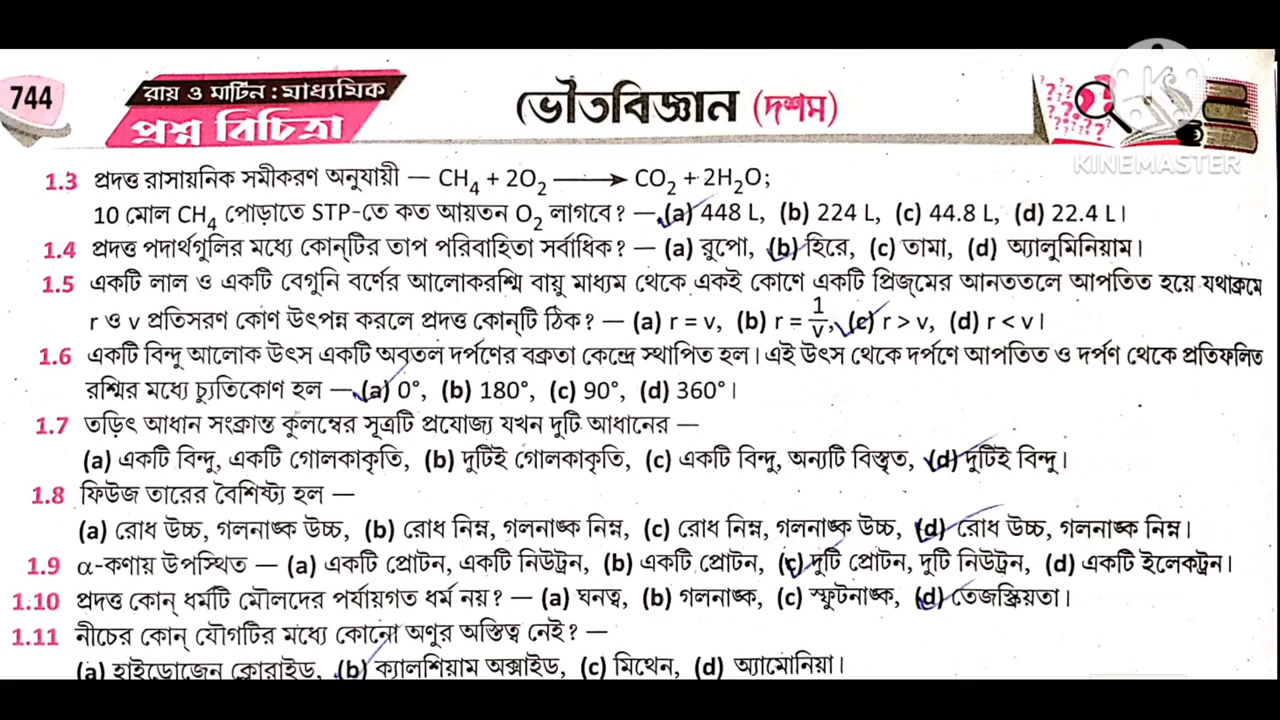 744
রায় ও মার্টিন : মাধ্যমিক
প্রশ্ন বিচিত্রা
ভৌতবিজ্ঞান (দশম)
KINEMASTER
1.3 প্রদত্ত রাসায়নিক সমীকরণ অনুযায়ী — CH₄ + 2O₂ ⟶ CO₂ + 2H₂O;
10 মোল CH₄ পোড়াতে STP-তে কত আয়তন O₂ লাগবে? — (a) 448 L, (b) 224 L, (c) 44.8 L, (d) 22.4 L।
1.4 প্রদত্ত পদার্থগুলির মধ্যে কোন্‌টির তাপ পরিবাহিতা সর্বাধিক? — (a) রুপো, (b) হিরে, (c) তামা, (d) অ্যালুমিনিয়াম।
1.5 একটি লাল ও একটি বেগুনি বর্ণের আলোকরশ্মি বায়ু মাধ্যম থেকে একই কোণে একটি প্রিজ্‌মের আনততলে আপতিত হয়ে যথাক্রমে
r ও v প্রতিসরণ কোণ উৎপন্ন করলে প্রদত্ত কোন্‌টি ঠিক? — (a) r = v, (b) r = 1/v, (c) r > v, (d) r < v।
1.6 একটি বিন্দু আলোক উৎস একটি অবতল দর্পণের বক্রতা কেন্দ্রে স্থাপিত হল। এই উৎস থেকে দর্পণে আপতিত ও দর্পণ থেকে প্রতিফলিত
রশ্মির মধ্যে চ্যুতিকোণ হল — (a) 0°, (b) 180°, (c) 90°, (d) 360°।
1.7 তড়িৎ আধান সংক্রান্ত কুলম্বের সূত্রটি প্রযোজ্য যখন দুটি আধানের —
(a) একটি বিন্দু, একটি গোলকাকৃতি, (b) দুটিই গোলকাকৃতি, (c) একটি বিন্দু, অন্যটি বিস্তৃত, (d) দুটিই বিন্দু।
1.8 ফিউজ তারের বৈশিষ্ট্য হল —
(a) রোধ উচ্চ, গলনাঙ্ক উচ্চ, (b) রোধ নিম্ন, গলনাঙ্ক নিম্ন, (c) রোধ নিম্ন, গলনাঙ্ক উচ্চ, (d) রোধ উচ্চ, গলনাঙ্ক নিম্ন।
1.9 α-কণায় উপস্থিত — (a) একটি প্রোটন, একটি নিউট্রন, (b) একটি প্রোটন, (c) দুটি প্রোটন, দুটি নিউট্রন, (d) একটি ইলেকট্রন।
1.10 প্রদত্ত কোন্‌ ধর্মটি মৌলদের পর্যায়গত ধর্ম নয়? — (a) ঘনত্ব, (b) গলনাঙ্ক, (c) স্ফুটনাঙ্ক, (d) তেজস্ক্রিয়তা।
1.11 নীচের কোন্‌ যৌগটির মধ্যে কোনো অণুর অস্তিত্ব নেই? —
(a) হাইড্রোজেন ক্লোরাইড, (b) ক্যালশিয়াম অক্সাইড, (c) মিথেন, (d) অ্যামোনিয়া।